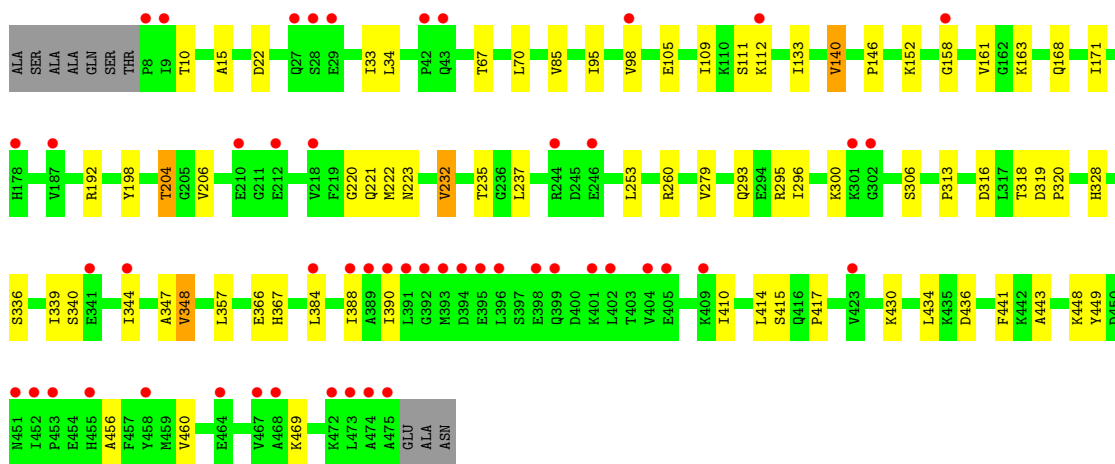 ALA SER ALA ALA GLN SER THR P8 I9 T10 A15 D22 Q27 S28 E29 I33 L34 P42 Q43 T67 L70 V85 I95 V98 E105 I109 K110 S111 K112 I133 V140 P146 K152 G158 V161 G162 K163 Q168 I171
H178 V187 R192 Y198 T204 G205 V206 E210 G211 E212 V218 F219 G220 Q221 M222 N223 V232 T235 G236 L237 R244 D245 E246 L253 R260 V279 Q293 E294 R295 I296 K300 K301 G302 S306 P313 D316 L317 T318 D319 P320 H328
S336 I339 S340 E341 I344 A347 V348 L357 E366 H367 L384 I388 A389 I390 L391 G392 M393 D394 E395 L396 S397 E398 Q399 D400 K401 L402 T403 V404 E405 K409 I410 L414 S415 Q416 P417 V423 K430 L434 K435 D436 F441 K442 A443 K448 Y449 D450
N451 I452 P453 E454 H455 A456 F457 Y458 M459 V460 E464 V467 A468 K469 K472 L473 A474 A475 GLU ALA ASN